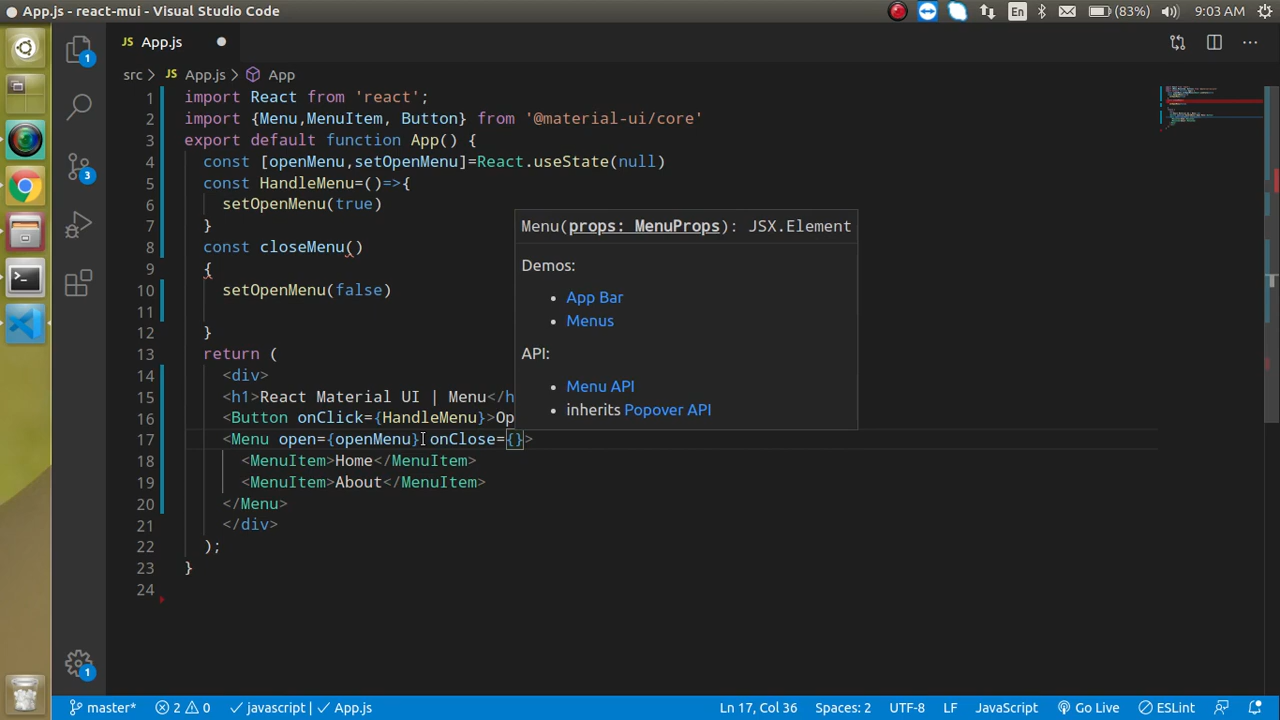 App.js - react-mui - Visual Studio Code
En
(83%)
9:03 AM
1
3
1
JS App.js
src > JS App.js > App
1 import React from 'react';
2 import {Menu,MenuItem, Button} from '@material-ui/core'
3 export default function App() {
4 const [openMenu,setOpenMenu]=React.useState(null)
5 const HandleMenu=()=>{
6 setOpenMenu(true)
7 }
8 const closeMenu()
9 {
10 setOpenMenu(false)
11
12 }
13 return (
14 <div>
15 <h1>React Material UI | Menu</h
16 <Button onClick={HandleMenu}>Op
17 <Menu open={openMenu} onClose={}>
18 <MenuItem>Home</MenuItem>
19 <MenuItem>About</MenuItem>
20 </Menu>
21 </div>
22 );
23 }
24
Menu(props: MenuProps): JSX.Element
Demos:
• App Bar
• Menus
API:
• Menu API
• inherits Popover API
master* 2 0 javascript | App.js Ln 17, Col 36 Spaces: 2 UTF-8 LF JavaScript Go Live ESLint